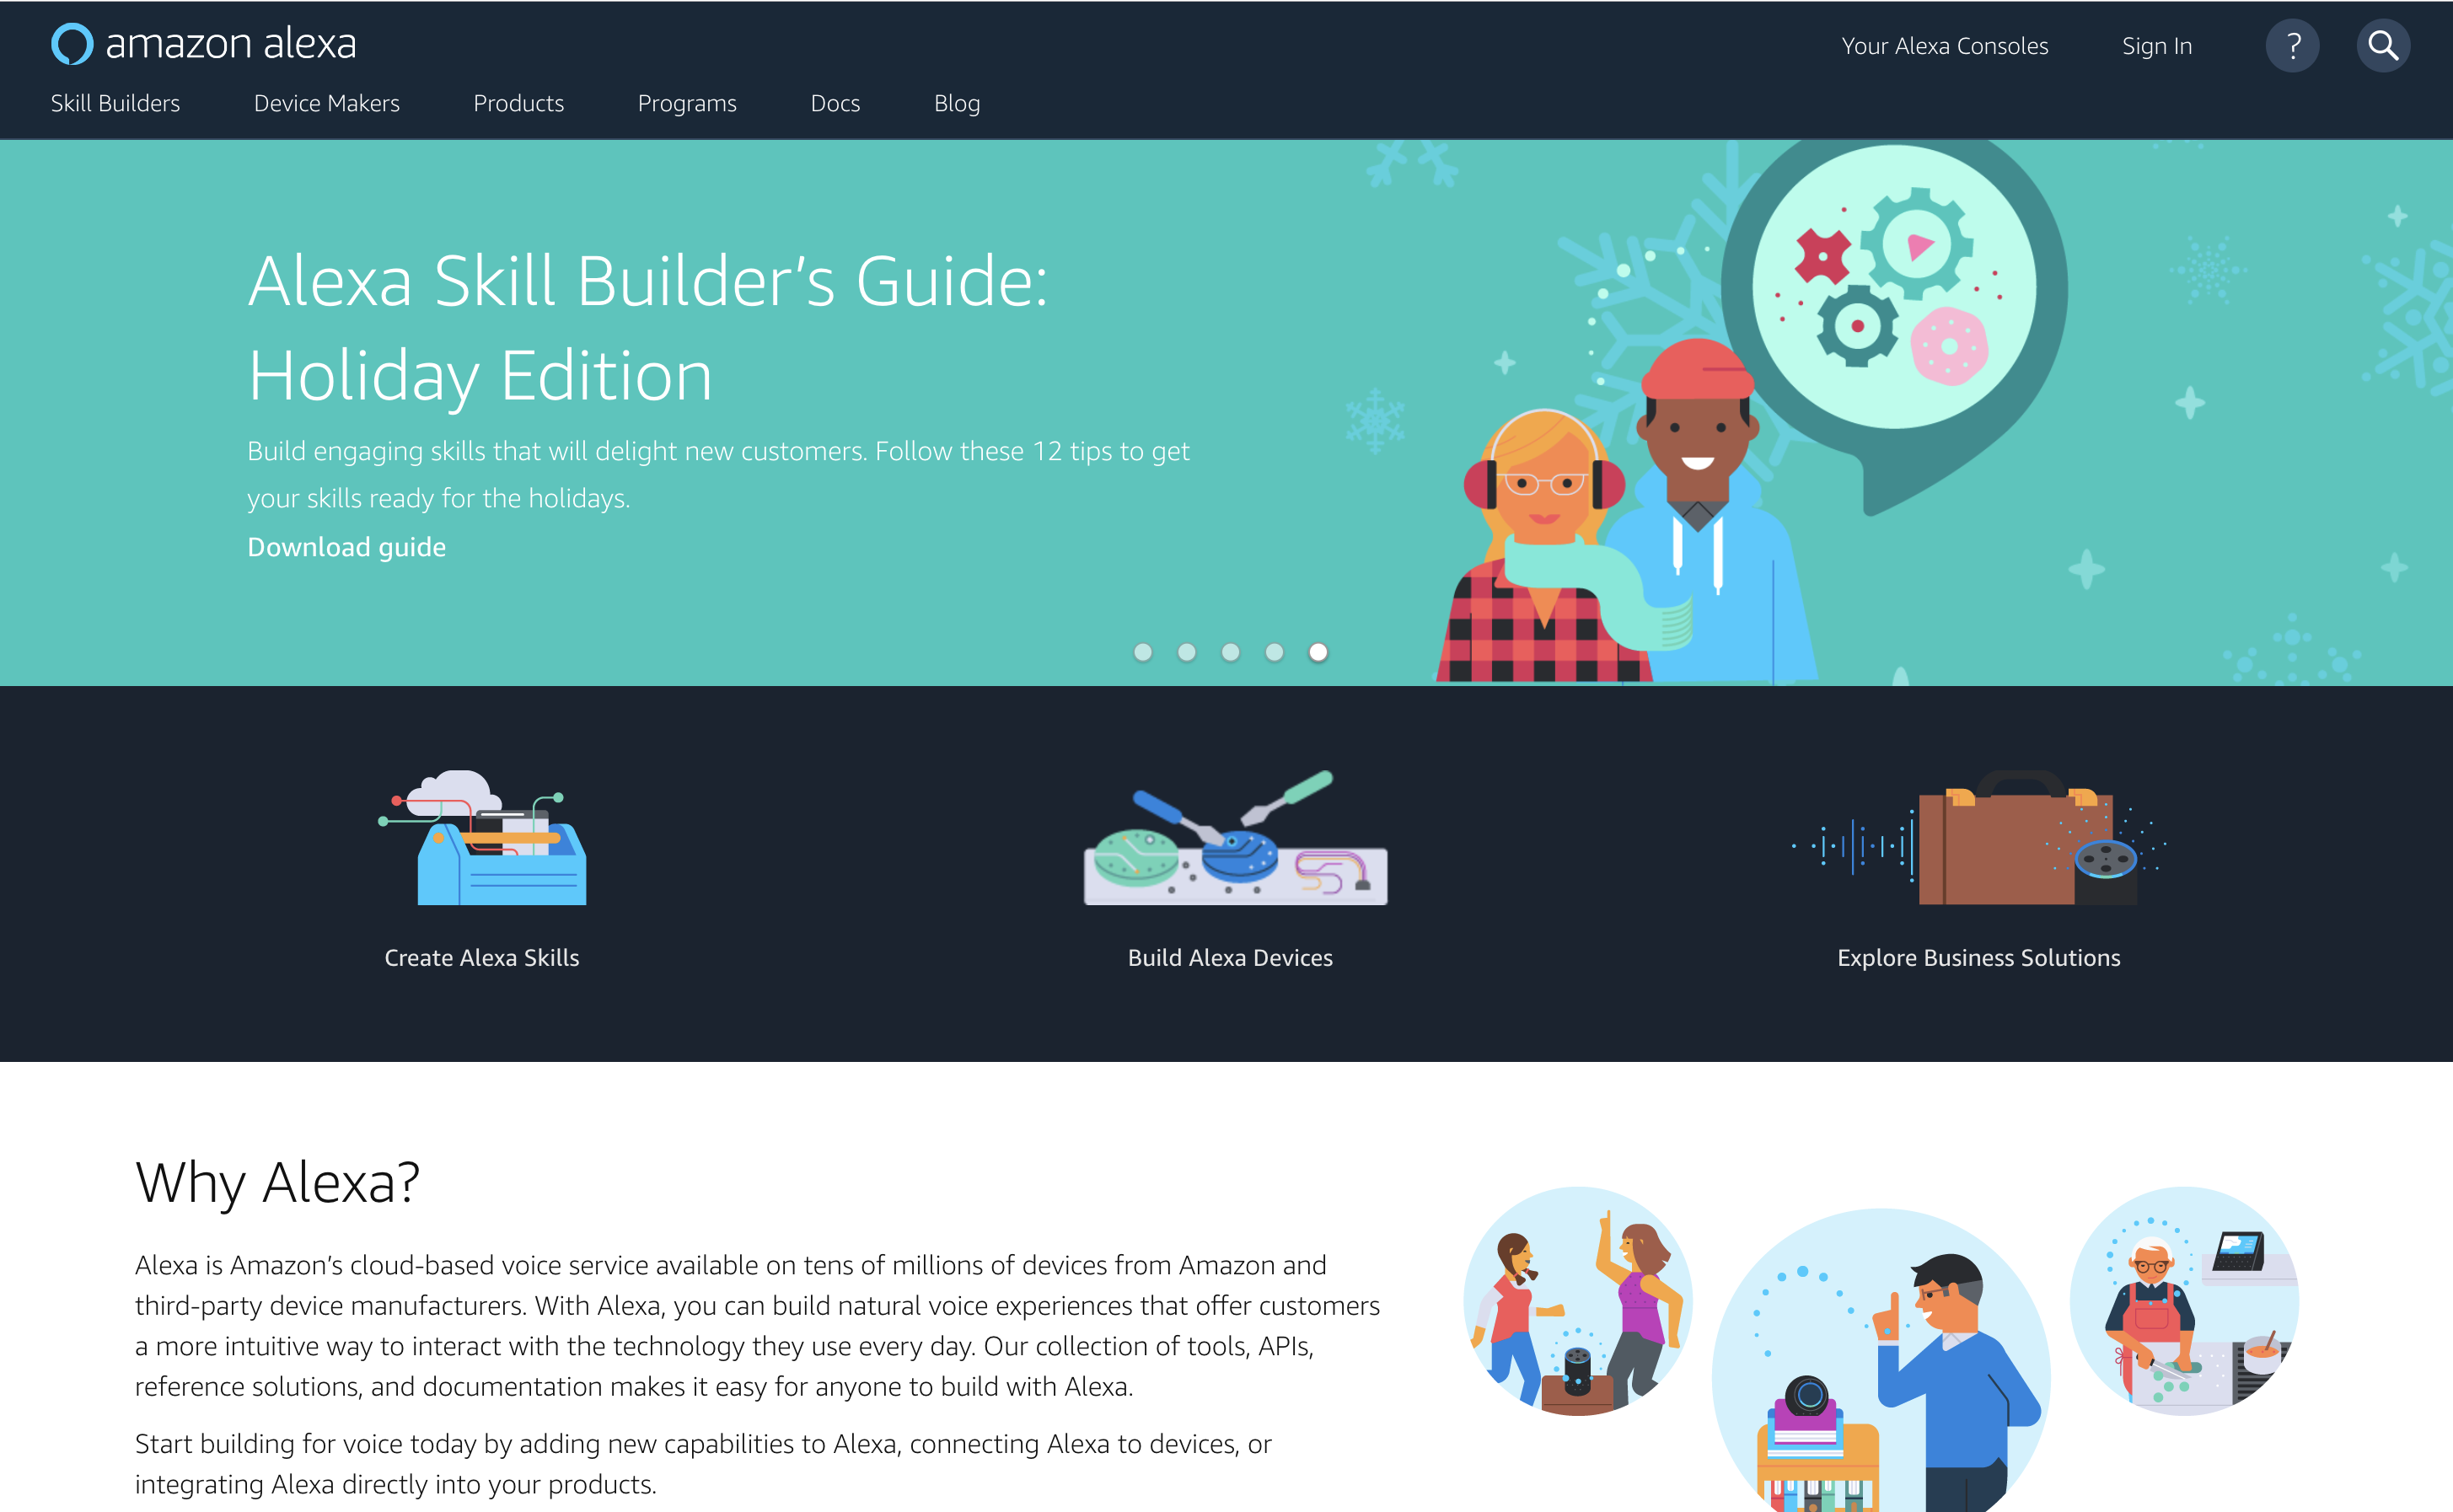 amazon alexa
Your Alexa Consoles
Sign In
?
Skill Builders
Device Makers
Products
Programs
Docs
Blog
Alexa Skill Builder’s Guide:
Holiday Edition
Build engaging skills that will delight new customers. Follow these 12 tips to get
your skills ready for the holidays.
Download guide
Create Alexa Skills
Build Alexa Devices
Explore Business Solutions
Why Alexa?
Alexa is Amazon’s cloud-based voice service available on tens of millions of devices from Amazon and
third-party device manufacturers. With Alexa, you can build natural voice experiences that offer customers
a more intuitive way to interact with the technology they use every day. Our collection of tools, APIs,
reference solutions, and documentation makes it easy for anyone to build with Alexa.
Start building for voice today by adding new capabilities to Alexa, connecting Alexa to devices, or
integrating Alexa directly into your products.